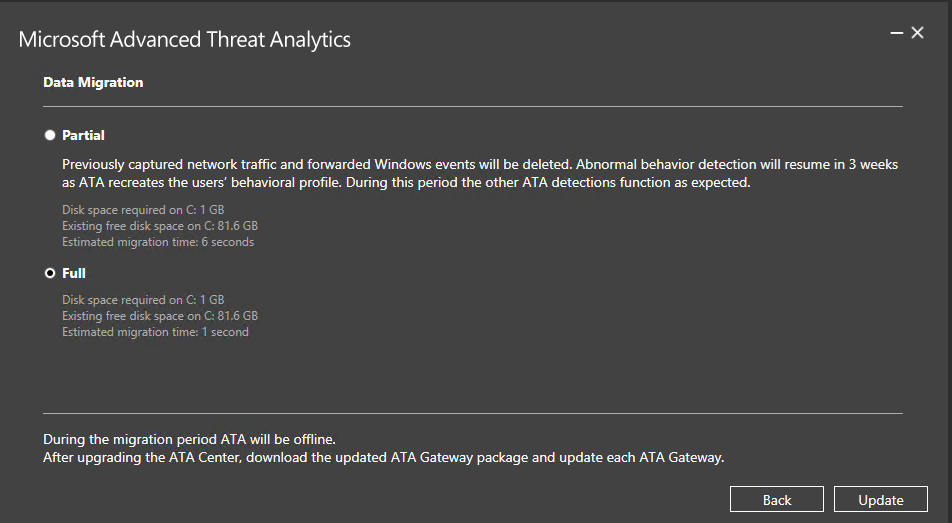 Microsoft Advanced Threat Analytics
Data Migration
Partial
Previously captured network traffic and forwarded Windows events will be deleted. Abnormal behavior detection will resume in 3 weeks
as ATA recreates the users’ behavioral profile. During this period the other ATA detections function as expected.
Disk space required on C: 1 GB
Existing free disk space on C: 81.6 GB
Estimated migration time: 6 seconds
Full
Disk space required on C: 1 GB
Existing free disk space on C: 81.6 GB
Estimated migration time: 1 second
During the migration period ATA will be offline.
After upgrading the ATA Center, download the updated ATA Gateway package and update each ATA Gateway.
Back
Update